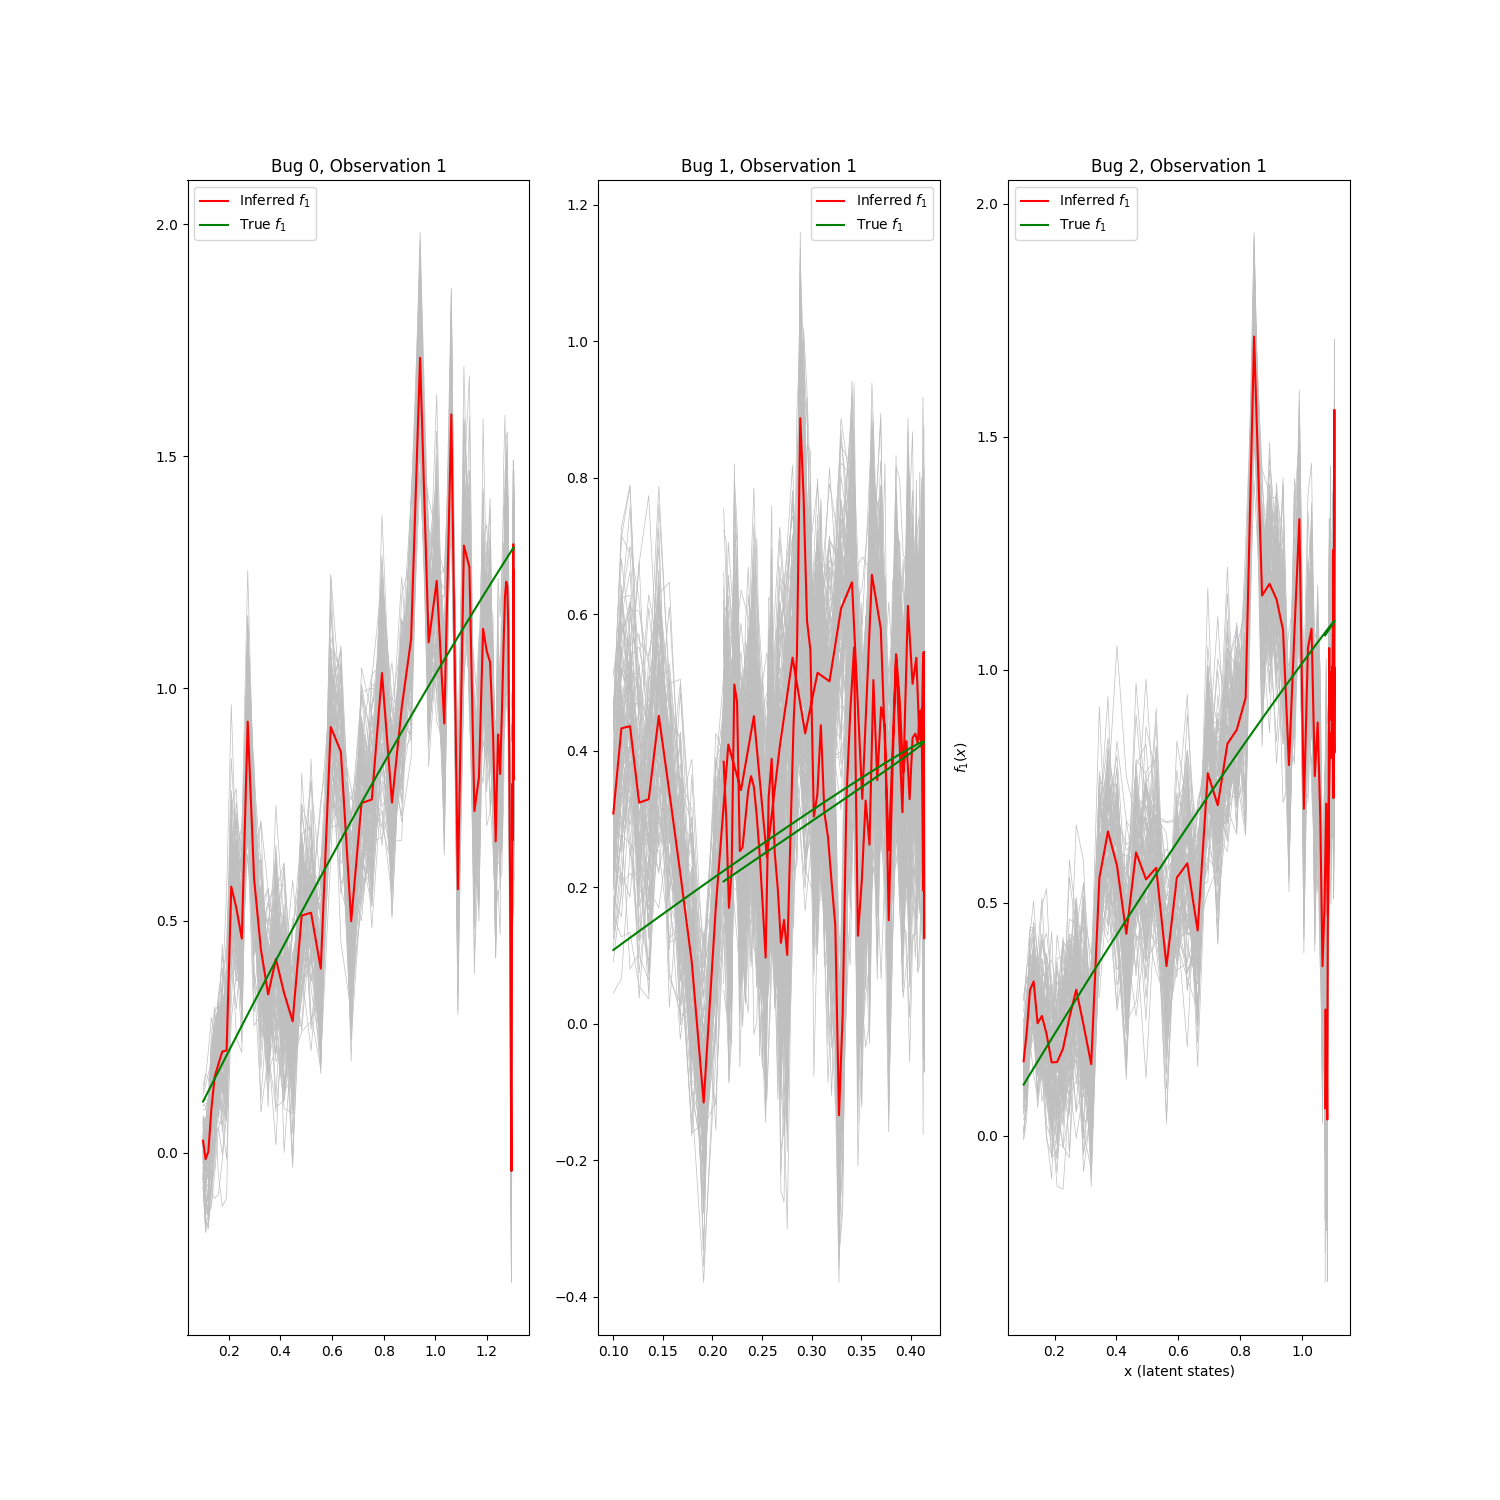 Bug 0, Observation 1
Inferred f₁
True f₁
2.0
1.5
1.0
0.5
0.0
0.2 0.4 0.6 0.8 1.0 1.2
Bug 1, Observation 1
Inferred f₁
True f₁
1.2
1.0
0.8
0.6
0.4
0.2
0.0
−0.2
−0.4
0.10 0.15 0.20 0.25 0.30 0.35 0.40
Bug 2, Observation 1
Inferred f₁
True f₁
f₁(x)
2.0
1.5
1.0
0.5
0.0
0.2 0.4 0.6 0.8 1.0
x (latent states)